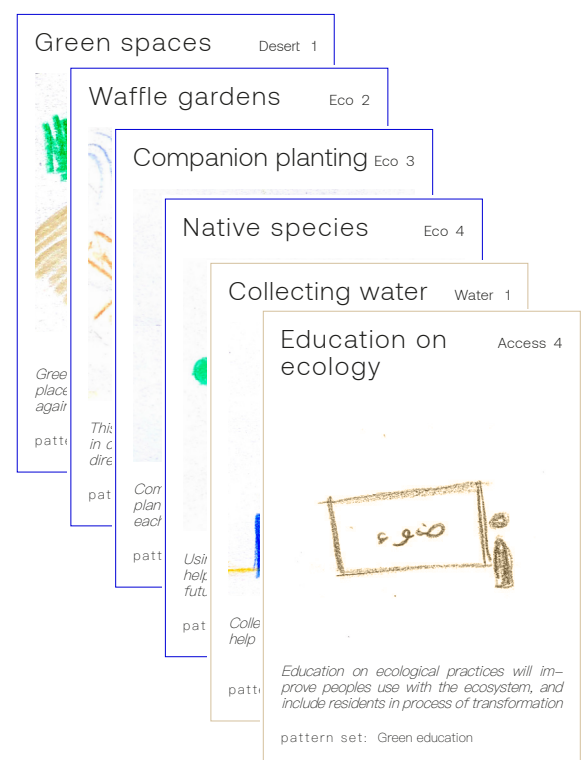 Green spaces Desert 1
Waffle gardens Eco 2
Companion planting Eco 3
Native species Eco 4
Collecting water Water 1
Education on
ecology Access 4
ضوء
Education on ecological practices will im-
prove peoples use with the ecosystem, and
include residents in process of transformation
pattern set: Green education